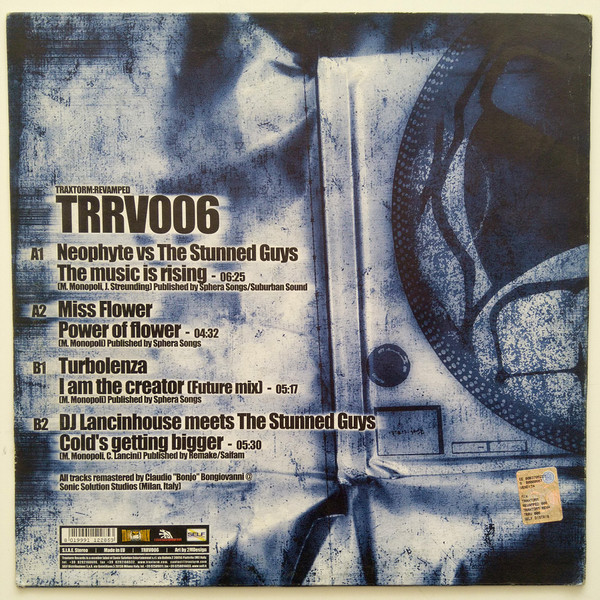 TRAXTORM:REVAMPED
TRRV006
A1 Neophyte vs The Stunned Guys
The music is rising - 06:25
(M. Monopoli, J. Streunding) Published by Sphera Songs/Suburban Sound
A2 Miss Flower
Power of flower - 04:32
(M. Monopoli) Published by Sphera Songs
B1 Turbolenza
I am the creator (Future mix) - 05:17
(M. Monopoli) Published by Sphera Songs
B2 DJ Lancinhouse meets The Stunned Guys
Cold's getting bigger - 05:30
(M. Monopoli, C. Lancini) Published by Remake/Saifam
All tracks remastered by Claudio "Bonjo" Bongiovanni @
Sonic Solution Studios (Milan, Italy)
SELF
S.I.A.E. Stereo | Made in EU | TRRV006 | Art by ZMDesign